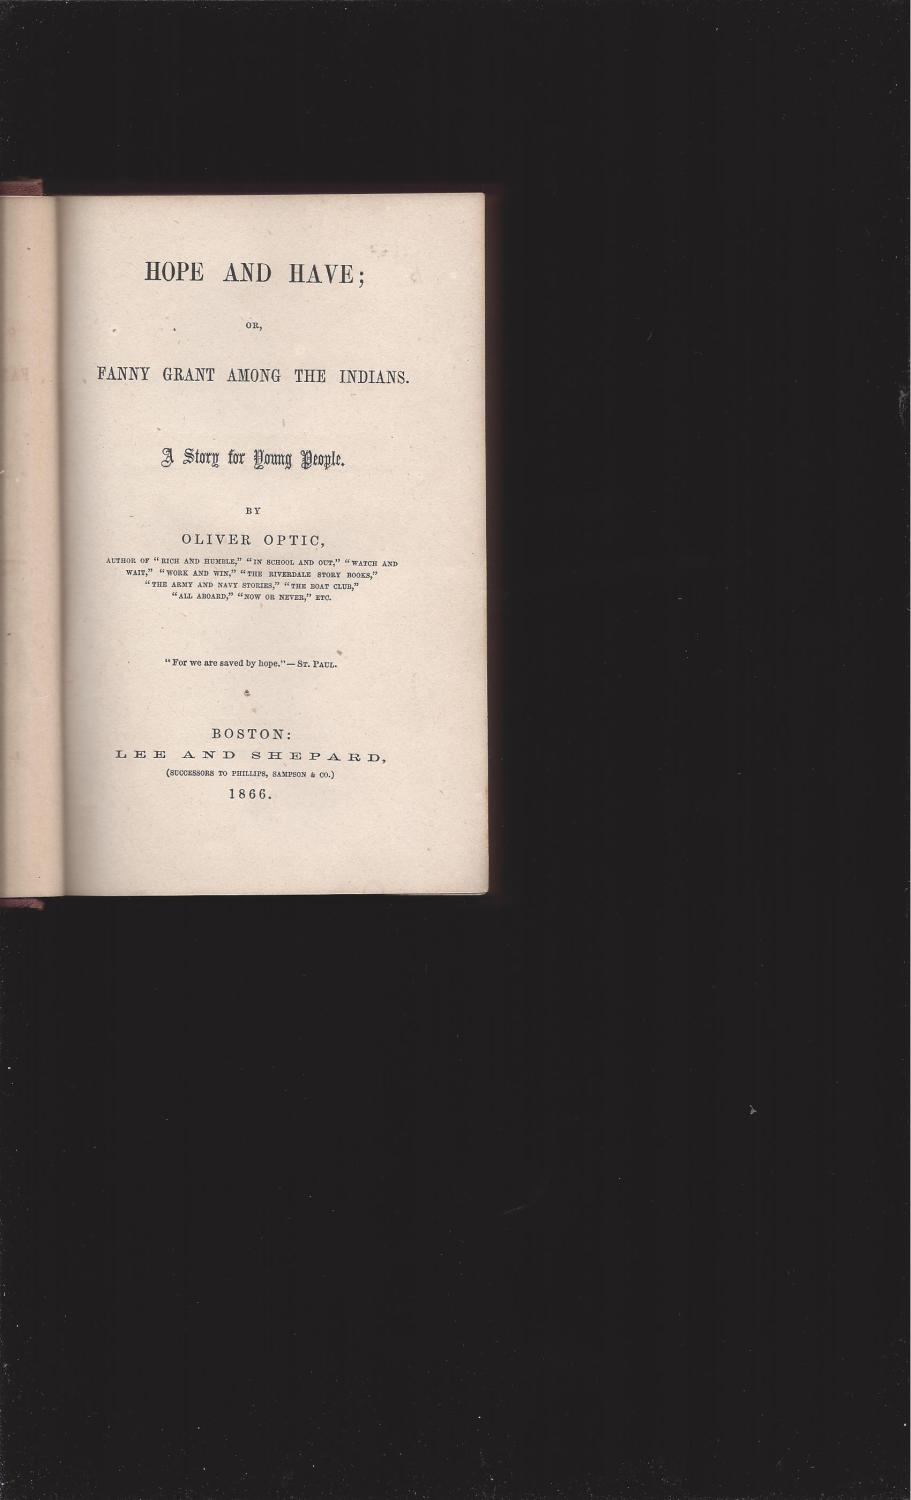 HOPE AND HAVE;
OR,
FANNY GRANT AMONG THE INDIANS.
A Story for Young People.
BY
OLIVER OPTIC,
AUTHOR OF "RICH AND HUMBLE," "IN SCHOOL AND OUT," "WATCH AND
WAIT," "WORK AND WIN," "THE RIVERDALE STORY BOOKS,"
"THE ARMY AND NAVY STORIES," "THE BOAT CLUB,"
"ALL ABOARD," "NOW OR NEVER," ETC.
"For we are saved by hope."—ST. PAUL.
BOSTON:
LEE AND SHEPARD,
(SUCCESSORS TO PHILLIPS, SAMPSON & CO.)
1866.